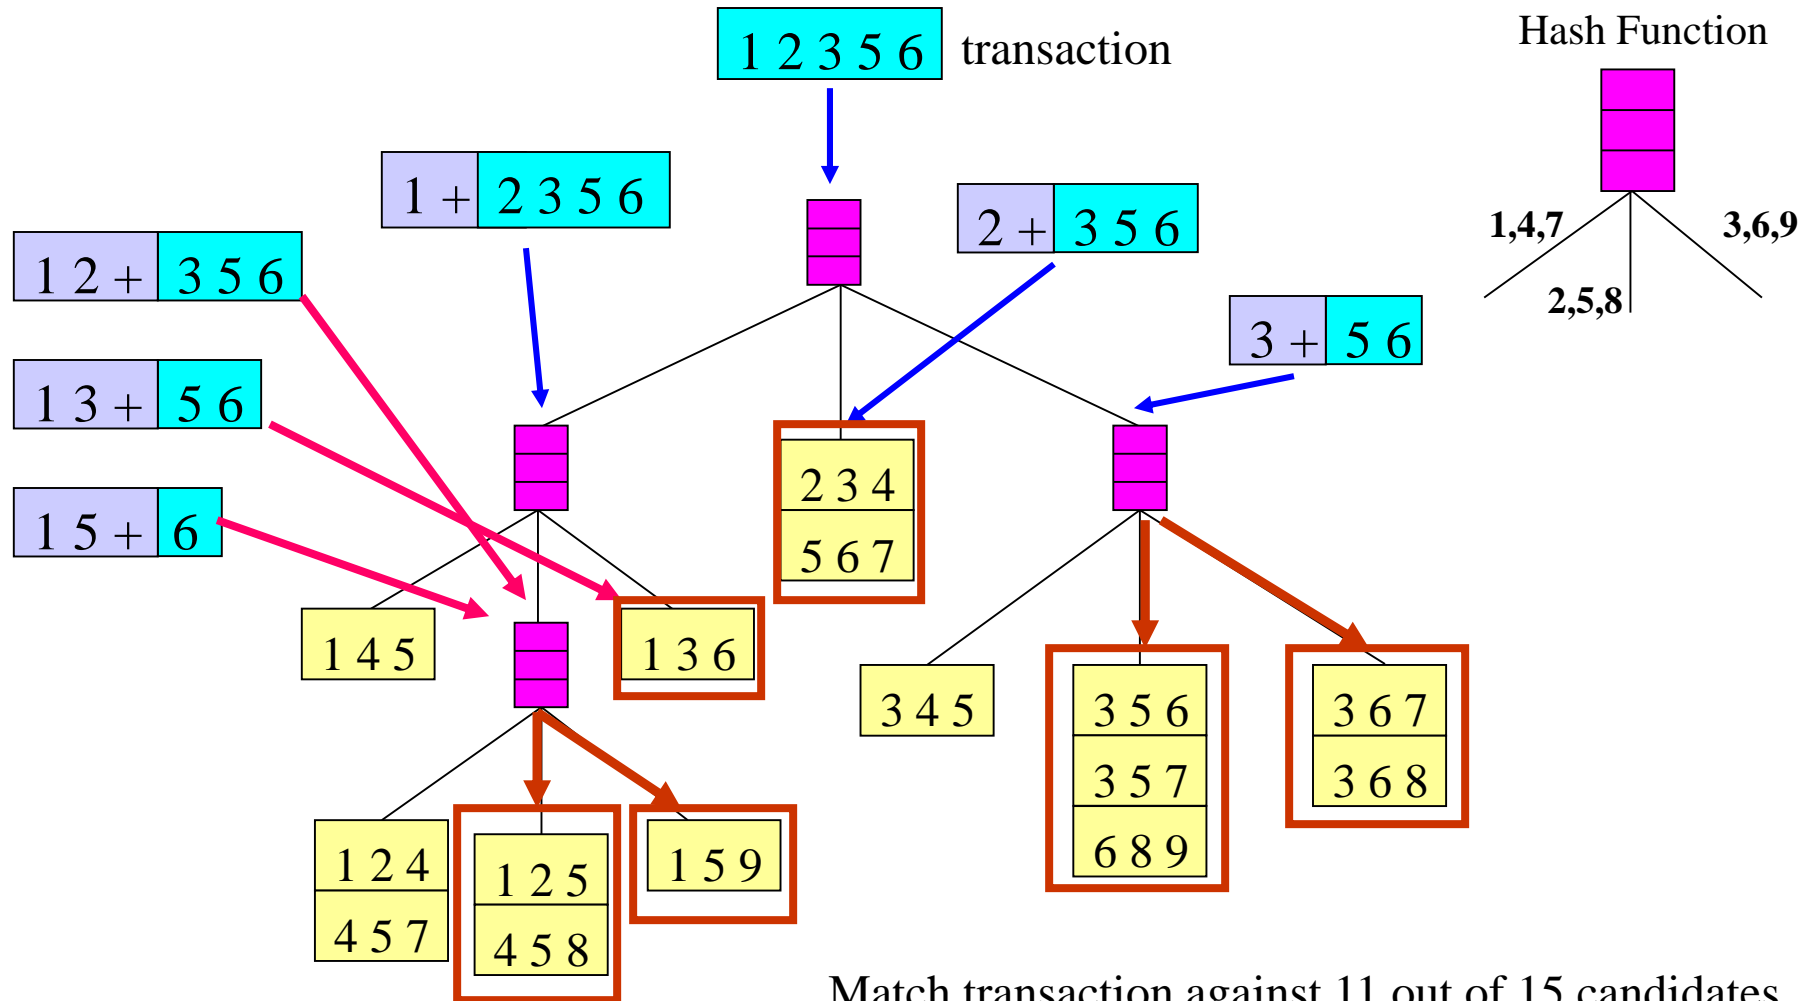 1 2 3 5 6 transaction
Hash Function
1,4,7
3,6,9
2,5,8
1 + 2 3 5 6
2 + 3 5 6
1 2 + 3 5 6
3 + 5 6
1 3 + 5 6
1 5 + 6
2 3 4
5 6 7
1 4 5
1 3 6
3 4 5
3 5 6
3 5 7
6 8 9
3 6 7
3 6 8
1 2 4
4 5 7
1 2 5
4 5 8
1 5 9
Match transaction against 11 out of 15 candidates